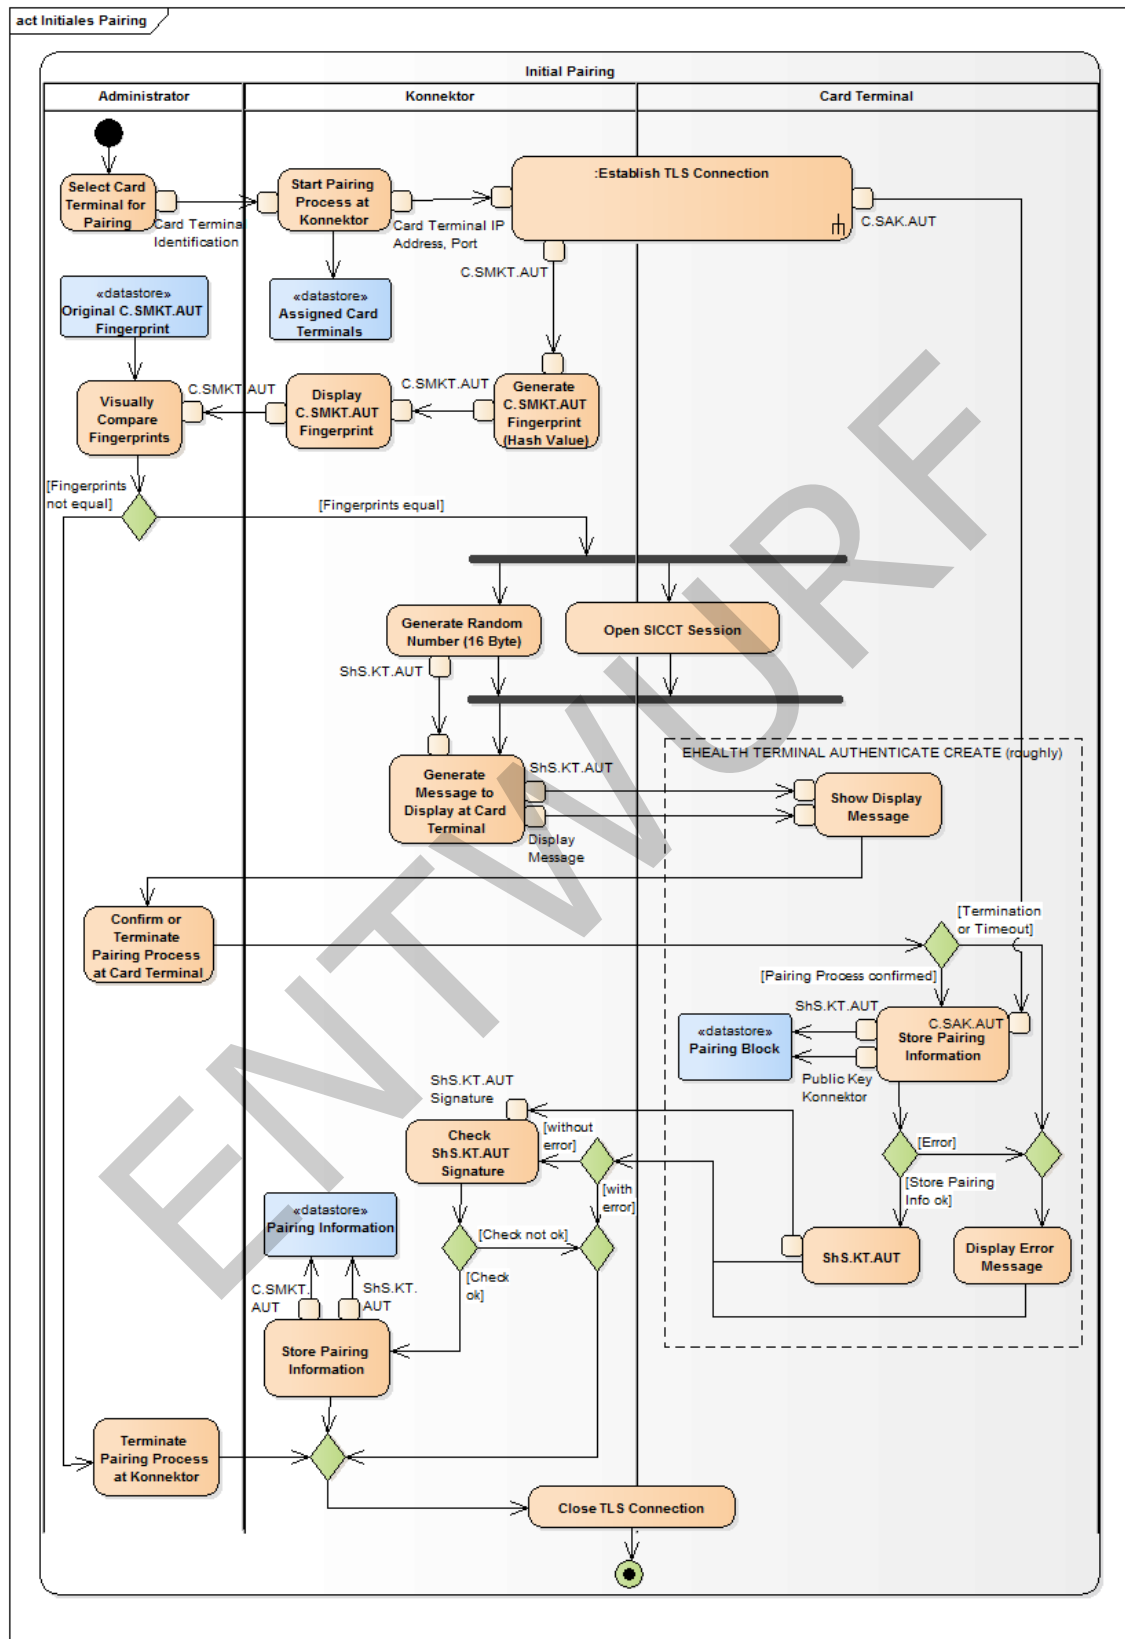 act Initiales Pairing
Initial Pairing
Administrator
Konnektor
Card Terminal
Select Card
Terminal for
Pairing
Card Terminal
Identification
Start Pairing
Process at
Konnektor
Card Terminal IP
Address, Port
:Establish TLS Connection
C.SAK.AUT
C.SMKT.AUT
«datastore»
Original C.SMKT.AUT
Fingerprint
«datastore»
Assigned Card
Terminals
Visually
Compare
Fingerprints
C.SMKT.AUT
Display
C.SMKT.AUT
Fingerprint
C.SMKT.AUT
Generate
C.SMKT.AUT
Fingerprint
(Hash Value)
[Fingerprints
not equal]
[Fingerprints equal]
Generate Random
Number (16 Byte)
Open SICCT Session
ShS.KT.AUT
EHEALTH TERMINAL AUTHENTICATE CREATE (roughly)
Generate
Message to
Display at Card
Terminal
ShS.KT.AUT
Display
Message
Show Display
Message
Confirm or
Terminate
Pairing Process
at Card Terminal
[Termination
or Timeout]
[Pairing Process confirmed]
ShS.KT.AUT
C.SAK.AUT
Store Pairing
Information
«datastore»
Pairing Block
Public Key
Konnektor
ShS.KT.AUT
Signature
Check
ShS.KT.AUT
Signature
[without
error]
[with
error]
[Error]
[Store Pairing
Info ok]
«datastore»
Pairing Information
[Check not ok]
[Check
ok]
ShS.KT.AUT
Display Error
Message
C.SMKT.
AUT
ShS.KT.
AUT
Store Pairing
Information
Terminate
Pairing Process
at Konnektor
Close TLS Connection
ENTWURF